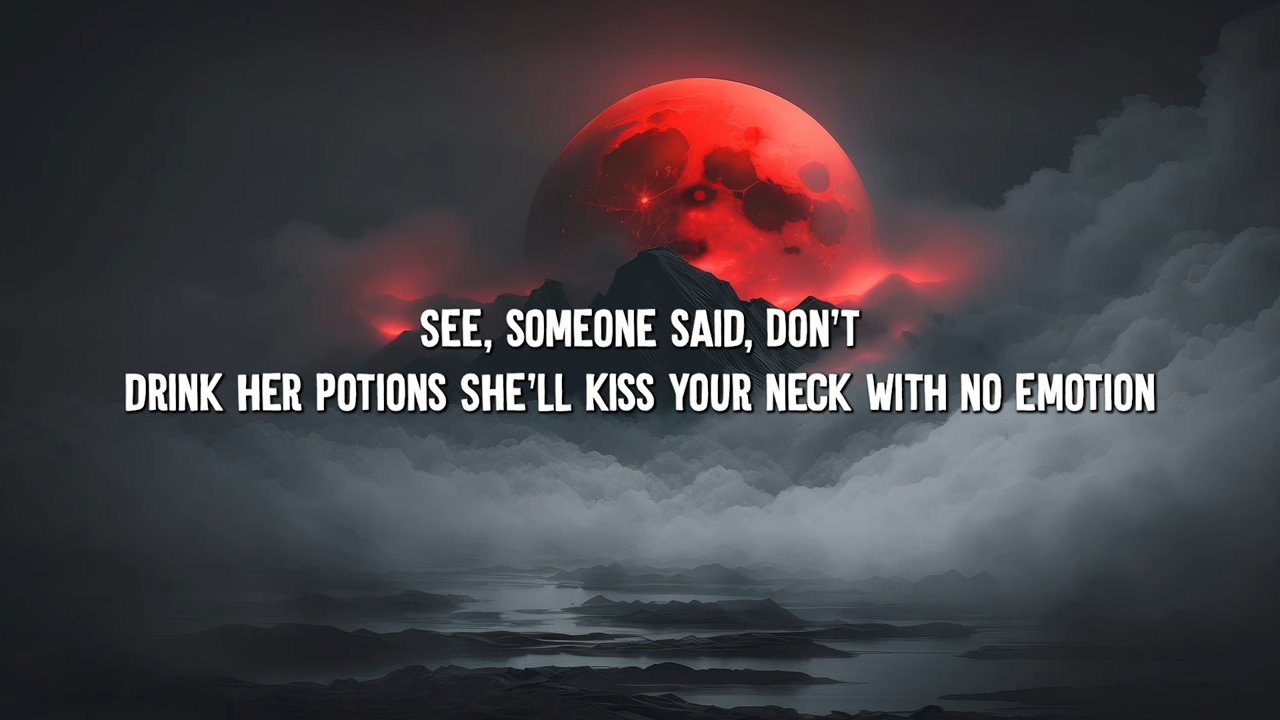 SEE, SOMEONE SAID, DON'T
DRINK HER POTIONS SHE'LL KISS YOUR NECK WITH NO EMOTION